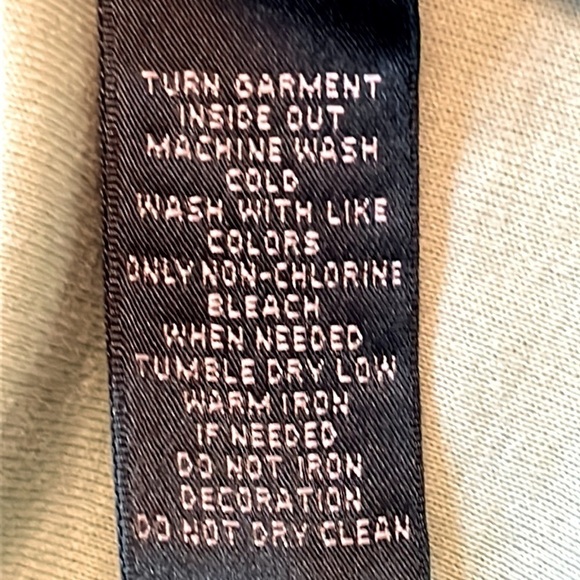 TURN GARMENT
INSIDE OUT
MACHINE WASH
COLD
WASH WITH LIKE
COLORS
ONLY NON-CHLORINE
BLEACH
WHEN NEEDED
TUMBLE DRY LOW
WARM IRON
IF NEEDED
DO NOT IRON
DECORATION
DO NOT DRY CLEAN